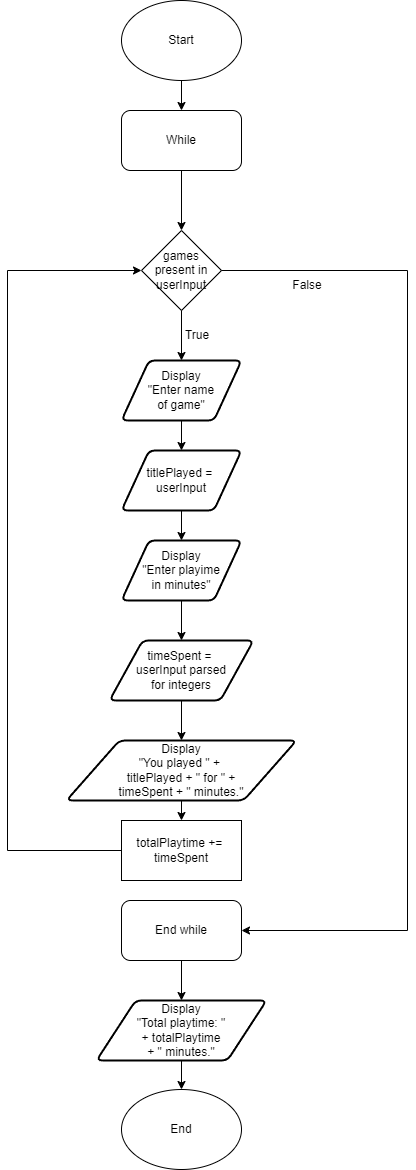 Start
While
games
present in
userInput
False
True
Display
"Enter name
of game"
titlePlayed =
userInput
Display
"Enter playime
in minutes"
timeSpent =
userInput parsed
for integers
Display
"You played " +
titlePlayed + " for " +
timeSpent + " minutes."
totalPlaytime +=
timeSpent
End while
Display
"Total playtime: "
+ totalPlaytime
+ " minutes."
End